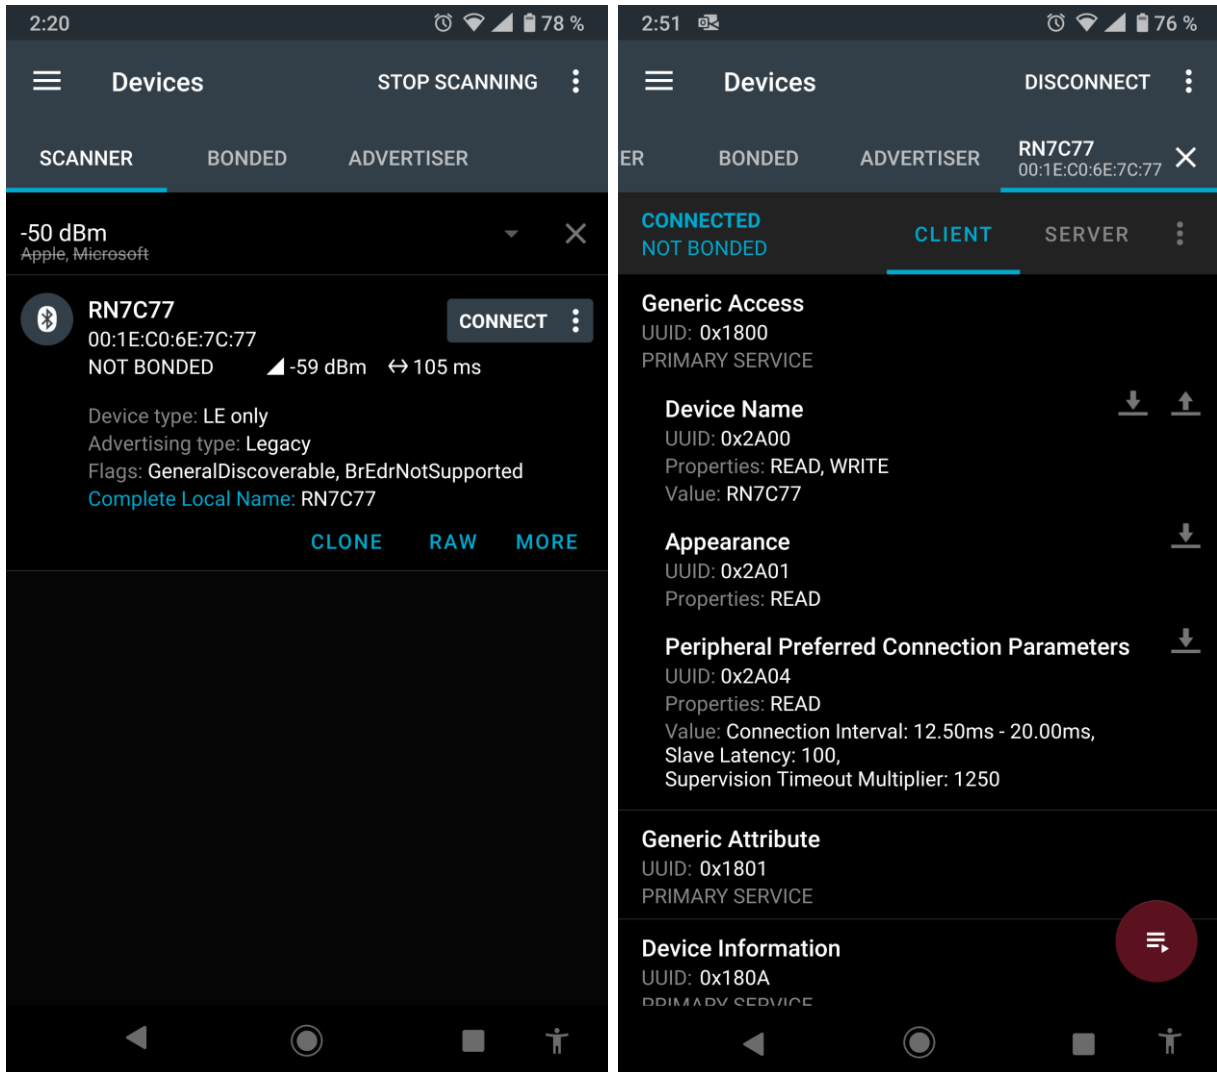 2:20
78 %
Devices
STOP SCANNING
SCANNER
BONDED
ADVERTISER
-50 dBm
Apple, Microsoft
RN7C77
CONNECT
00:1E:C0:6E:7C:77
NOT BONDED
-59 dBm
105 ms
Device type: LE only
Advertising type: Legacy
Flags: GeneralDiscoverable, BrEdrNotSupported
Complete Local Name: RN7C77
CLONE
RAW
MORE
2:51
76 %
Devices
DISCONNECT
ER
BONDED
ADVERTISER
RN7C77
00:1E:C0:6E:7C:77
CONNECTED
NOT BONDED
CLIENT
SERVER
Generic Access
UUID: 0x1800
PRIMARY SERVICE
Device Name
UUID: 0x2A00
Properties: READ, WRITE
Value: RN7C77
Appearance
UUID: 0x2A01
Properties: READ
Peripheral Preferred Connection Parameters
UUID: 0x2A04
Properties: READ
Value: Connection Interval: 12.50ms - 20.00ms,
Slave Latency: 100,
Supervision Timeout Multiplier: 1250
Generic Attribute
UUID: 0x1801
PRIMARY SERVICE
Device Information
UUID: 0x180A
PRIMARY SERVICE